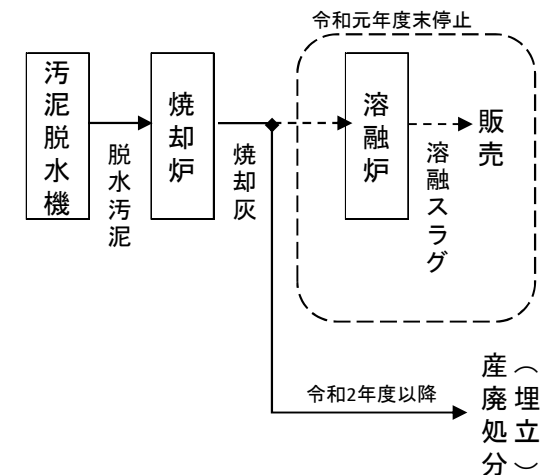 令和元年度末停止
汚泥脱水機
脱水汚泥
焼却炉
焼却灰
溶融炉
溶融スラグ
販売
令和2年度以降
産廃処分
（埋立）